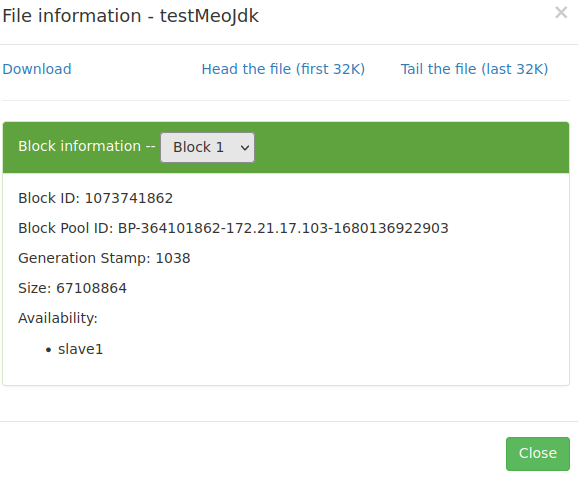 File information - testMeoJdk
×
Download Head the file (first 32K) Tail the file (last 32K)
Block information -- Block 1
Block ID: 1073741862
Block Pool ID: BP-364101862-172.21.17.103-1680136922903
Generation Stamp: 1038
Size: 67108864
Availability:
• slave1
Close